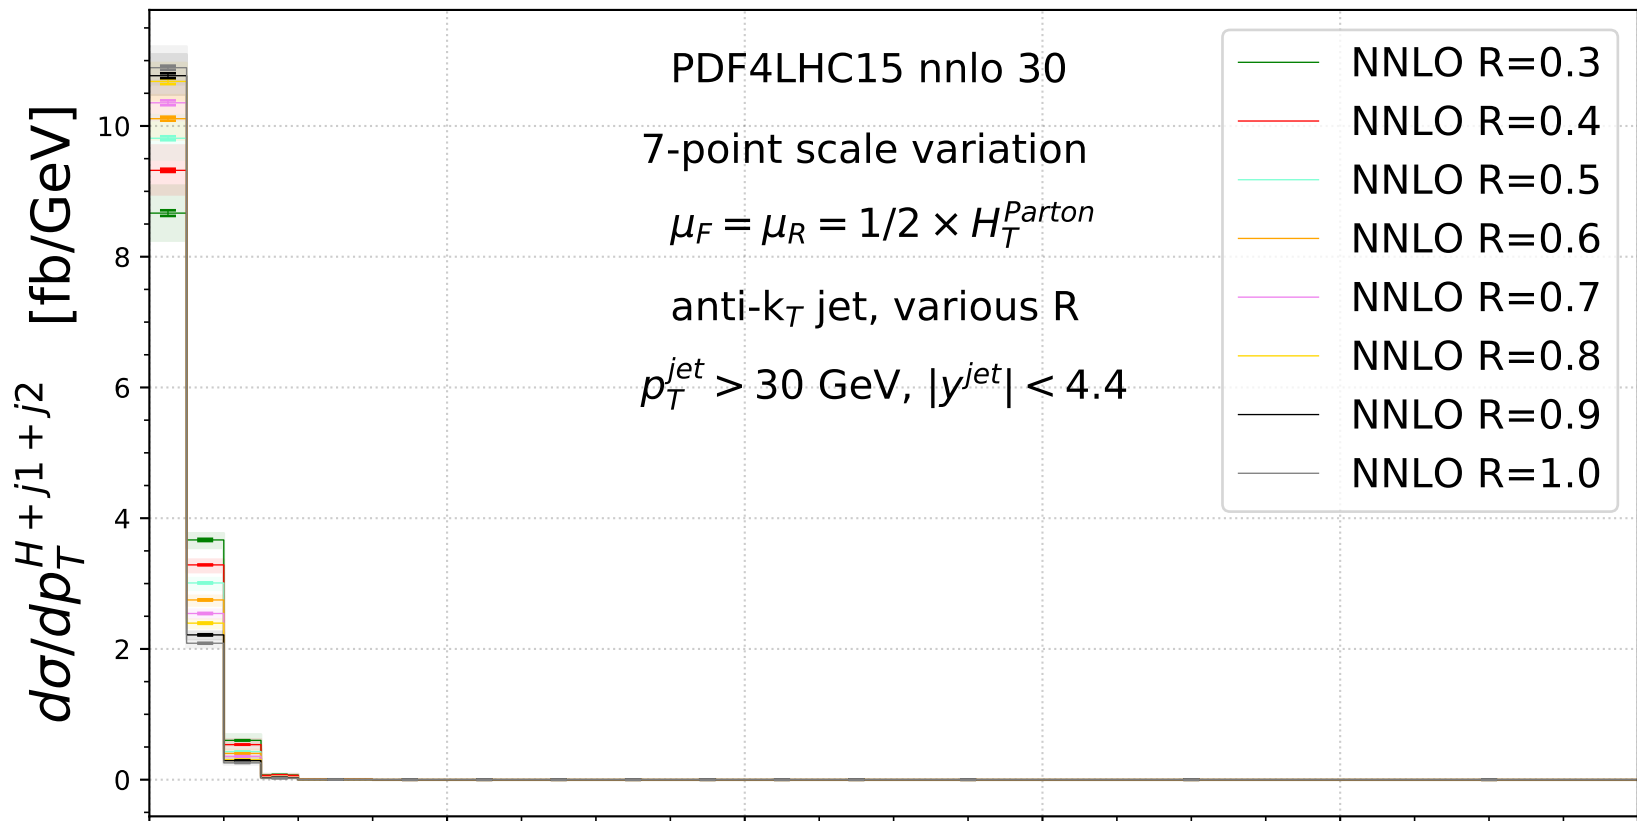 PDF4LHC15 nnlo 30
7-point scale variation
μ_F = μ_R = 1/2 × H_T^{Parton}
anti-k_T jet, various R
p_T^{jet} > 30 GeV, |y^{jet}| < 4.4
NNLO R=0.3
NNLO R=0.4
NNLO R=0.5
NNLO R=0.6
NNLO R=0.7
NNLO R=0.8
NNLO R=0.9
NNLO R=1.0
dσ/dp_T^{H+j1+j2} [fb/GeV]
10
8
6
4
2
0